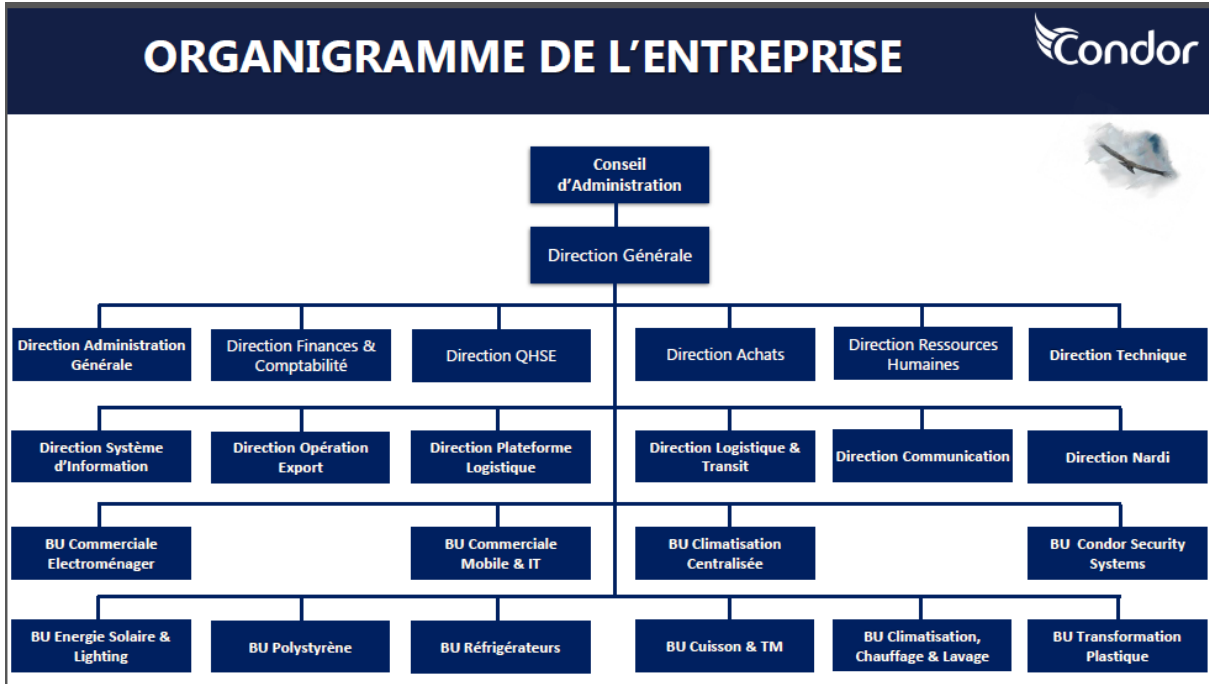 ORGANIGRAMME DE L'ENTREPRISE
Condor
Conseil
d'Administration
Direction Générale
Direction Administration
Générale
Direction Finances &
Comptabilité
Direction QHSE
Direction Achats
Direction Ressources
Humaines
Direction Technique
Direction Système
d'Information
Direction Opération
Export
Direction Plateforme
Logistique
Direction Logistique &
Transit
Direction Communication
Direction Nardi
BU Commerciale
Electroménager
BU Commerciale
Mobile & IT
BU Climatisation
Centralisée
BU Condor Security
Systems
BU Energie Solaire &
Lighting
BU Polystyrène
BU Réfrigérateurs
BU Cuisson & TM
BU Climatisation,
Chauffage & Lavage
BU Transformation
Plastique